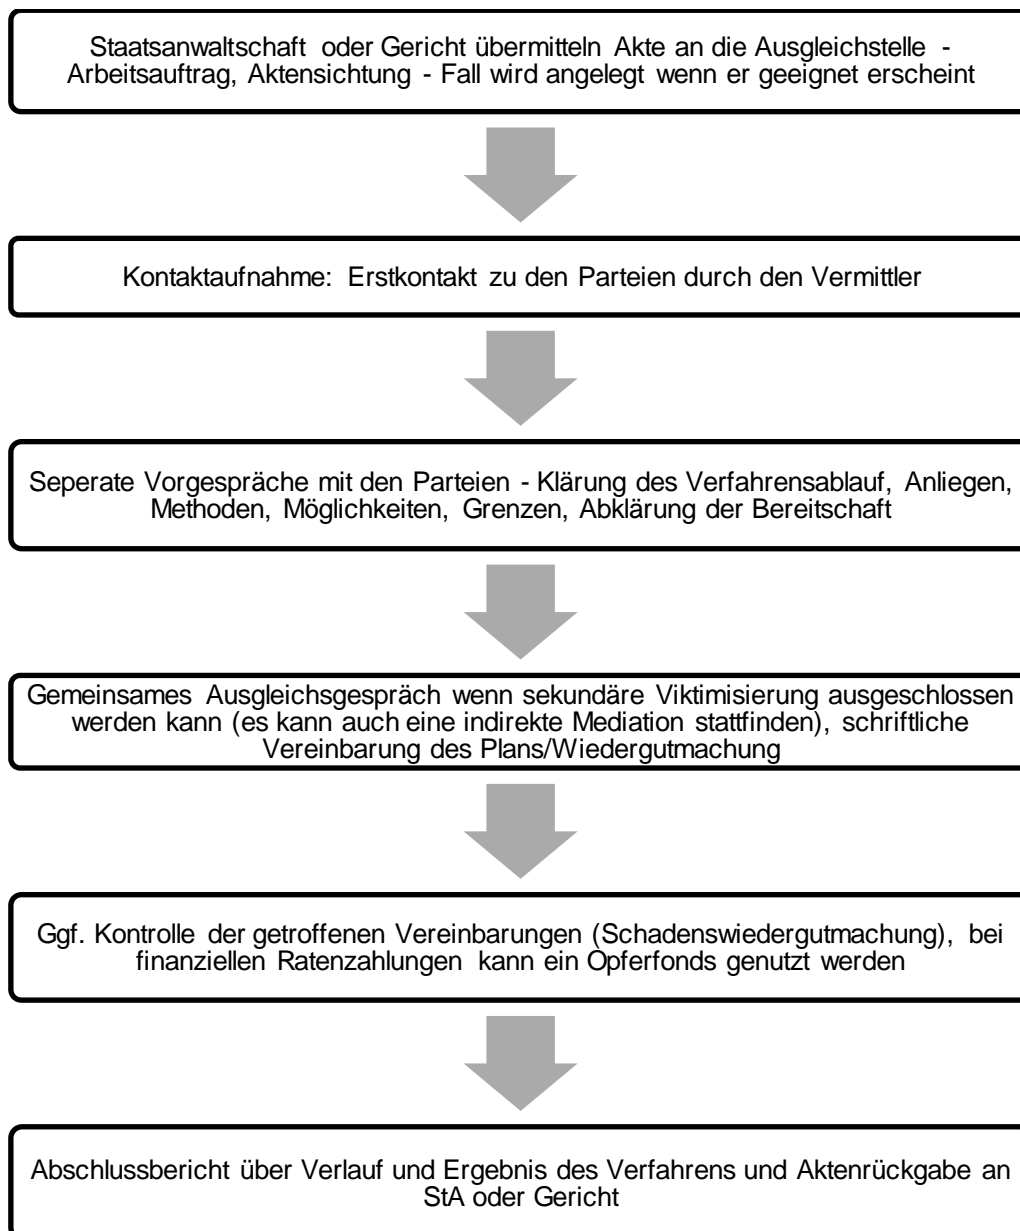 Staatsanwaltschaft oder Gericht übermitteln Akte an die Ausgleichstelle -
Arbeitsauftrag, Aktensichtung - Fall wird angelegt wenn er geeignet erscheint
Kontaktaufnahme: Erstkontakt zu den Parteien durch den Vermittler
Seperate Vorgespräche mit den Parteien - Klärung des Verfahrensablauf, Anliegen,
Methoden, Möglichkeiten, Grenzen, Abklärung der Bereitschaft
Gemeinsames Ausgleichsgespräch wenn sekundäre Viktimisierung ausgeschlossen
werden kann (es kann auch eine indirekte Mediation stattfinden), schriftliche
Vereinbarung des Plans/Wiedergutmachung
Ggf. Kontrolle der getroffenen Vereinbarungen (Schadenswiedergutmachung), bei
finanziellen Ratenzahlungen kann ein Opferfonds genutzt werden
Abschlussbericht über Verlauf und Ergebnis des Verfahrens und Aktenrückgabe an
StA oder Gericht